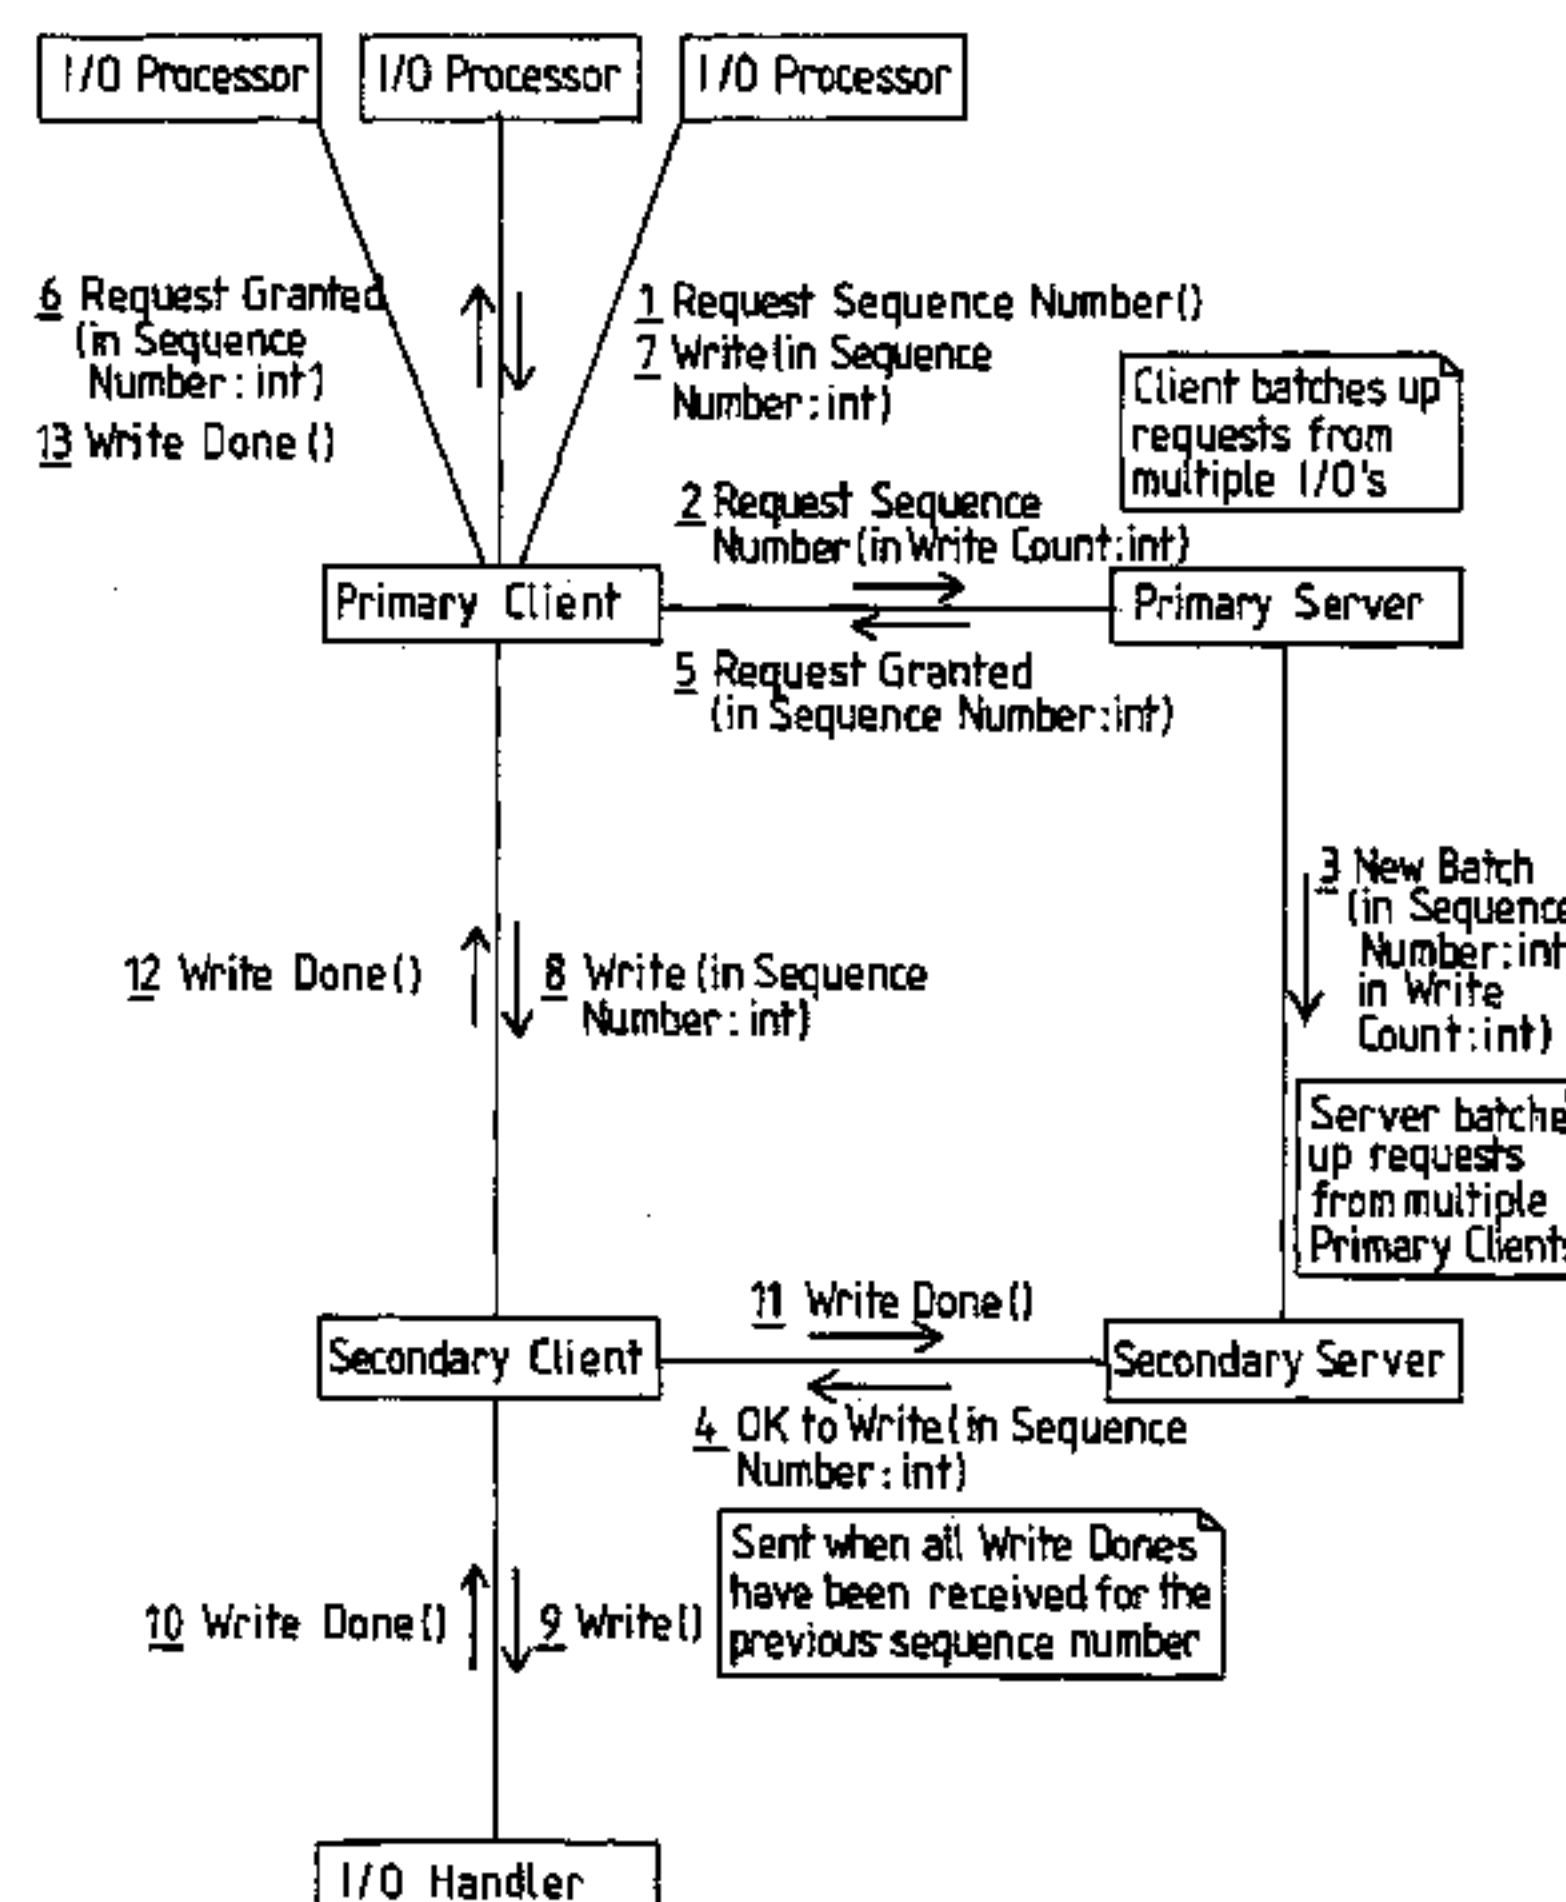 I/O Processor
I/O Processor
I/O Processor
6 Request Granted
(in Sequence
Number: int)
13 Write Done ()
1 Request Sequence Number()
7 Write(in Sequence
Number: int)
Client batches up
requests from
multiple I/O's
2 Request Sequence
Number (in Write Count: int)
Primary Client
Primary Server
5 Request Granted
(in Sequence Number: int)
3 New Batch
(in Sequence
Number: int
in Write
Count: int)
12 Write Done()
8 Write (in Sequence
Number: int)
Server batche
up requests
from multiple
Primary Clients
11 Write Done()
Secondary Client
Secondary Server
4 OK to Write(in Sequence
Number: int)
Sent when all Write Dones
have been received for the
previous sequence number
10 Write Done()
9 Write()
I/O Handler